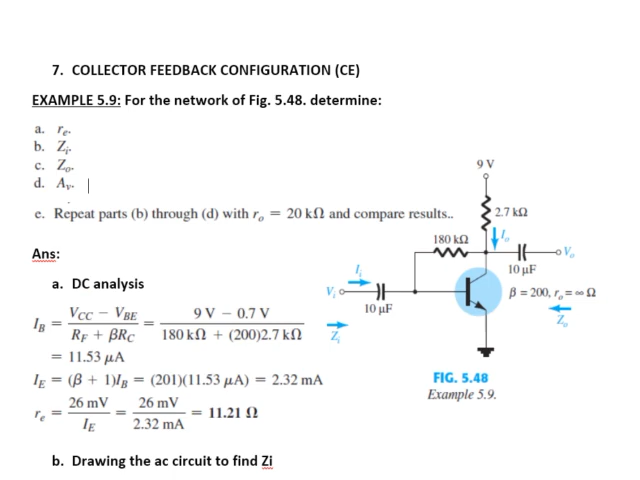 7. COLLECTOR FEEDBACK CONFIGURATION (CE)
EXAMPLE 5.9: For the network of Fig. 5.48. determine:
a. re.
b. Zi.
c. Zo.
d. Av.
e. Repeat parts (b) through (d) with ro = 20 kΩ and compare results..
Ans:
a. DC analysis
IB = (VCC − VBE) / (RF + βRC) = (9 V − 0.7 V) / (180 kΩ + (200)2.7 kΩ)
= 11.53 μA
IE = (β + 1)IB = (201)(11.53 μA) = 2.32 mA
re = 26 mV / IE = 26 mV / 2.32 mA = 11.21 Ω
b. Drawing the ac circuit to find Zi
9 V
2.7 kΩ
Io
180 kΩ
Vo
10 μF
Ii
Vi
β = 200, ro = ∞ Ω
10 μF
Zo
Zi
FIG. 5.48
Example 5.9.